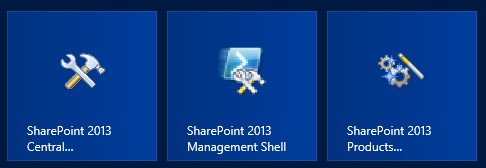 SharePoint 2013
Central...
SharePoint 2013
Management Shell
SharePoint 2013
Products...